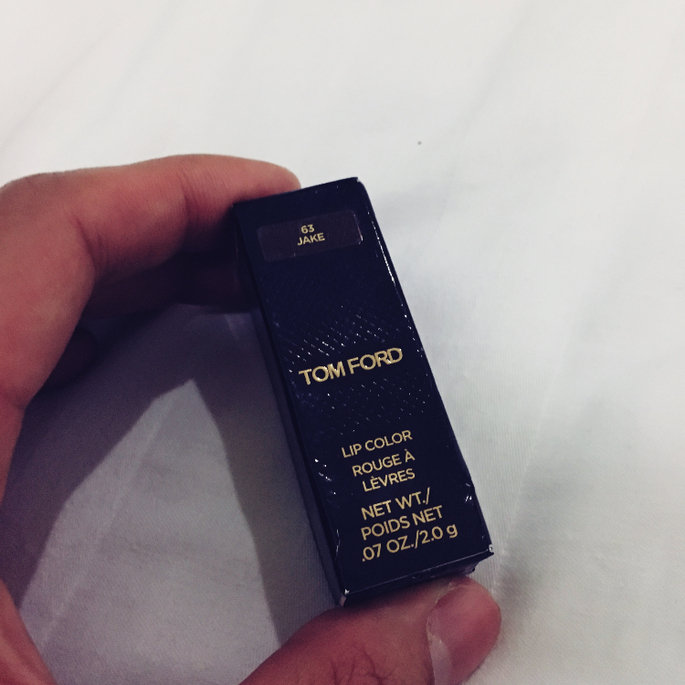 63
JAKE
TOM FORD
LIP COLOR
ROUGE À
LÈVRES
NET WT./
POIDS NET
.07 OZ./2.0 g